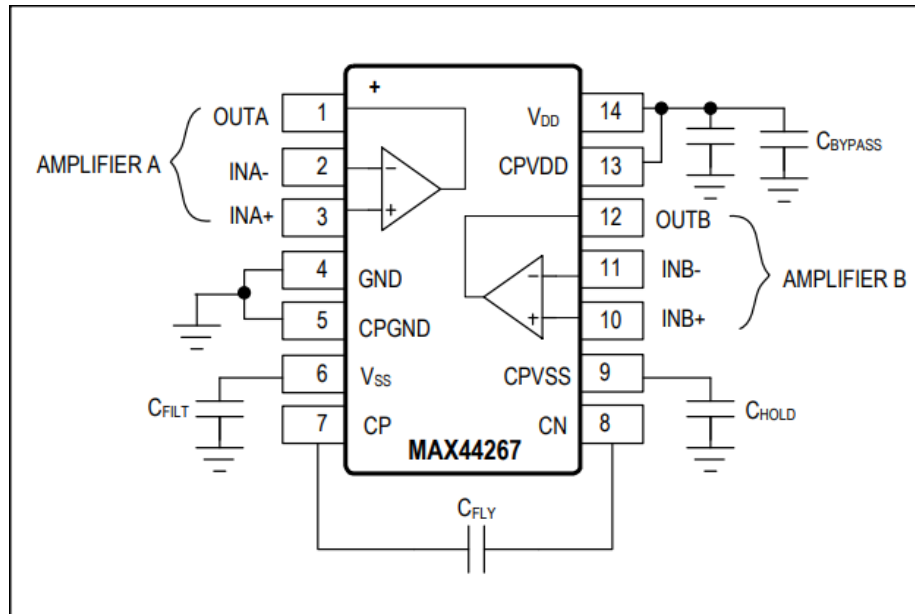 +
OUTA 1
AMPLIFIER A
INA- 2
INA+ 3
4 GND
5 CPGND
6 VSS
CFILT
7 CP
14 VDD
13 CPVDD
CBYPASS
12 OUTB
11 INB-
AMPLIFIER B
10 INB+
9 CPVSS
CHOLD
8 CN
MAX44267
CFLY
- +
- +